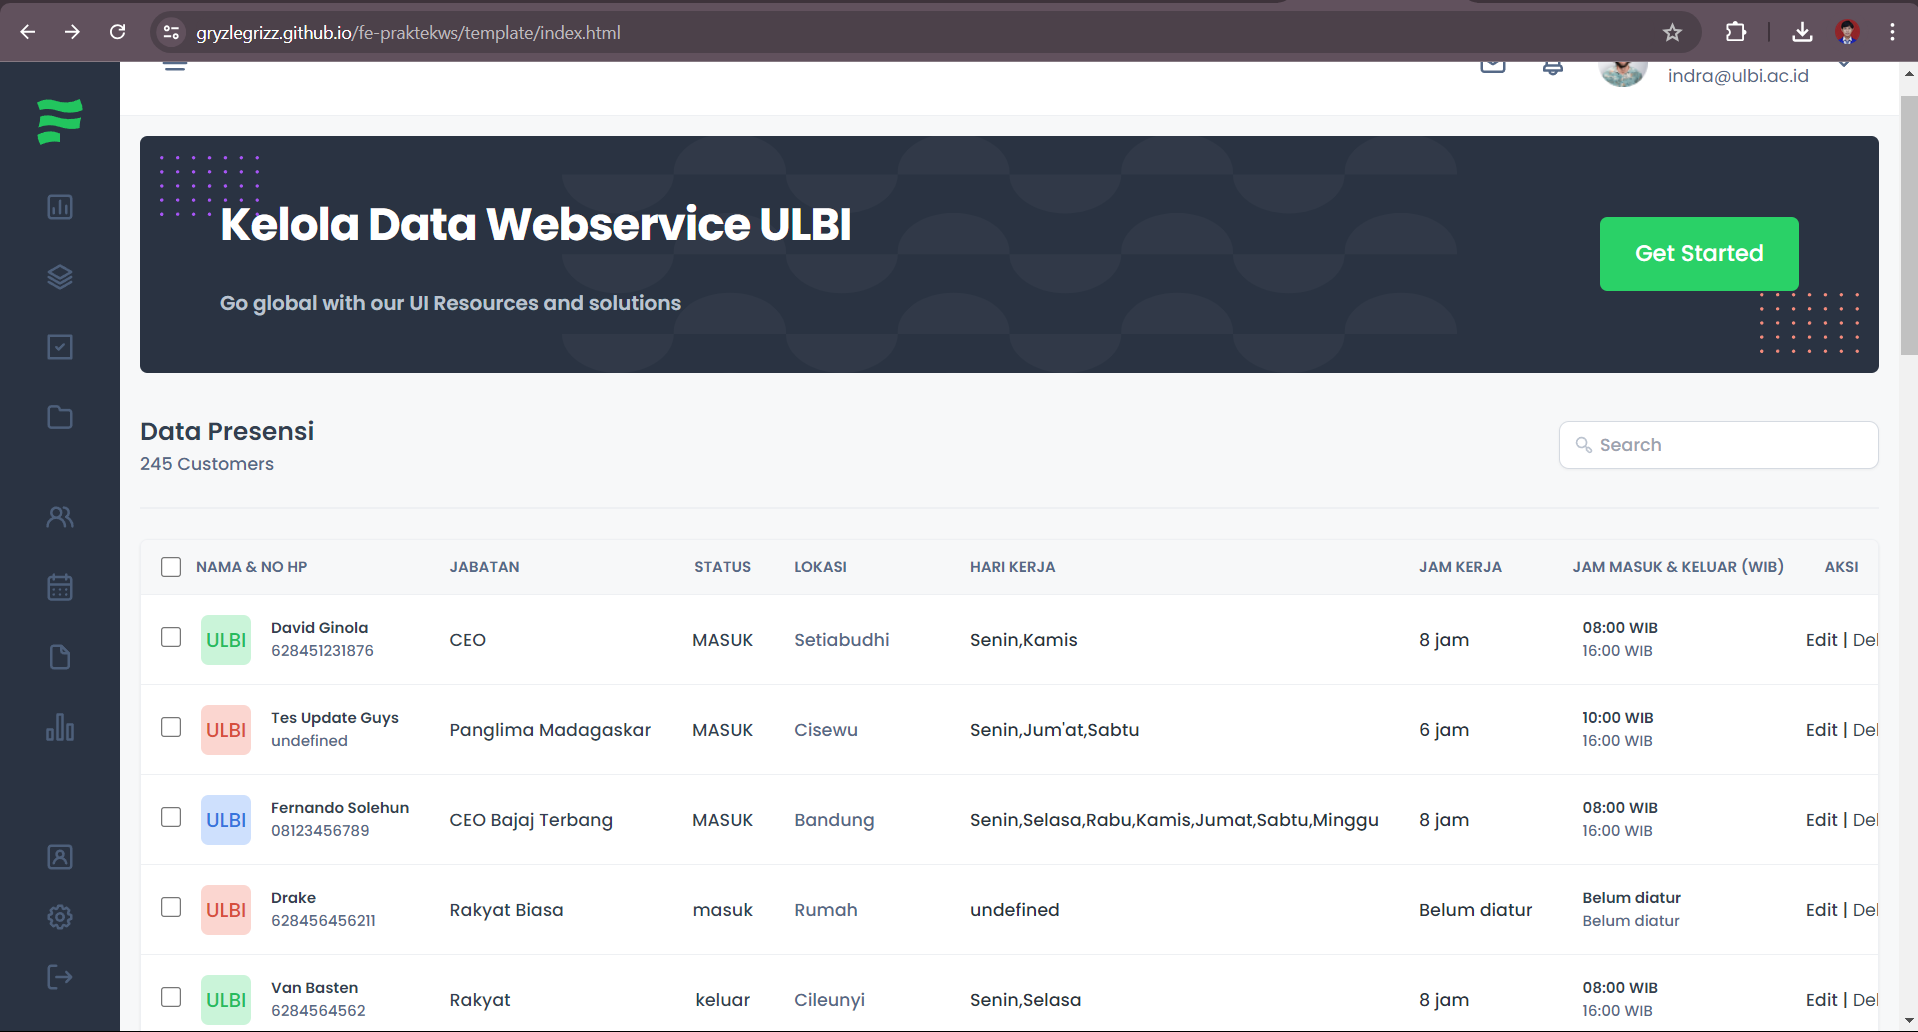 gryzlegrizz.github.io/fe-praktekws/template/index.html
indra@ulbi.ac.id
Kelola Data Webservice ULBI
Go global with our UI Resources and solutions
Get Started
Data Presensi
245 Customers
Search
NAMA & NO HP JABATAN STATUS LOKASI HARI KERJA JAM KERJA JAM MASUK & KELUAR (WIB) AKSI
ULBI David Ginola CEO MASUK Setiabudhi Senin,Kamis 8 jam 08:00 WIB Edit | Del
628451231876 16:00 WIB
ULBI Tes Update Guys Panglima Madagaskar MASUK Cisewu Senin,Jum'at,Sabtu 6 jam 10:00 WIB Edit | Del
undefined 16:00 WIB
ULBI Fernando Solehun CEO Bajaj Terbang MASUK Bandung Senin,Selasa,Rabu,Kamis,Jumat,Sabtu,Minggu 8 jam 08:00 WIB Edit | Del
08123456789 16:00 WIB
ULBI Drake Rakyat Biasa masuk Rumah undefined Belum diatur Belum diatur Edit | Del
628456456211 Belum diatur
ULBI Van Basten Rakyat keluar Cileunyi Senin,Selasa 8 jam 08:00 WIB Edit | Del
6284564562 16:00 WIB